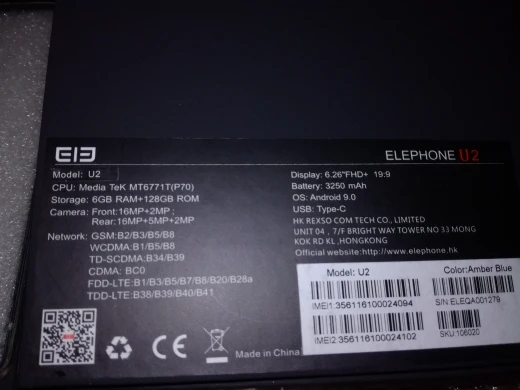 ELEPHONE U2
Model: U2
CPU: Media TeK MT6771T(P70)
Storage: 6GB RAM+128GB ROM
Camera: Front:16MP+2MP ;
Rear:16MP+5MP+2MP
Network: GSM:B2/B3/B5/B8
WCDMA:B1/B5/B8
TD-SCDMA:B34/B39
CDMA: BC0
FDD-LTE:B1/B3/B5/B7/B8/B20/B28a
TDD-LTE:B38/B39/B40/B41
Display: 6.26"FHD+ 19:9
Battery: 3250 mAh
OS: Android 9.0
USB: Type-C
HK REXSO COM TECH CO., LIMITED
UNIT 04 , 7/F BRIGHT WAY TOWER NO 33 MONG
KOK RD KL ,HONGKONG
Official website:http://www.elephone.hk
Model: U2
Color:Amber Blue
IMEI1:356116100024094
SIN:ELEQA001279
IMEI2:356116100024102
SKU:106020
CE
Made in China